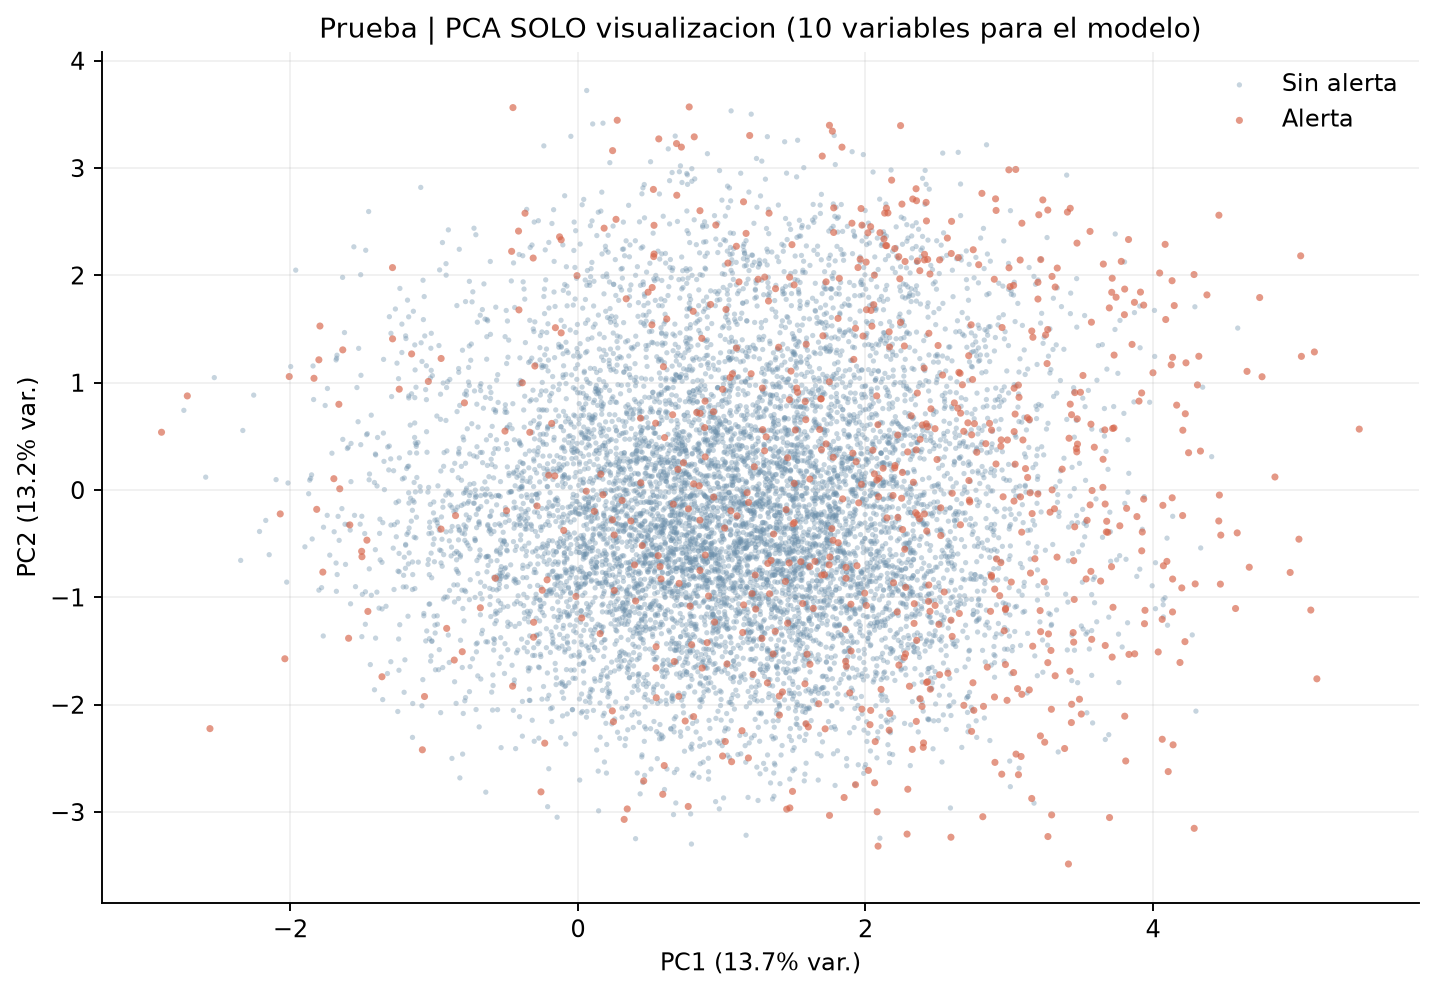 Prueba | PCA SOLO visualizacion (10 variables para el modelo)
Sin alerta
Alerta
PC2 (13.2% var.)
4
3
2
1
0
−1
−2
−3
−2
0
2
4
PC1 (13.7% var.)